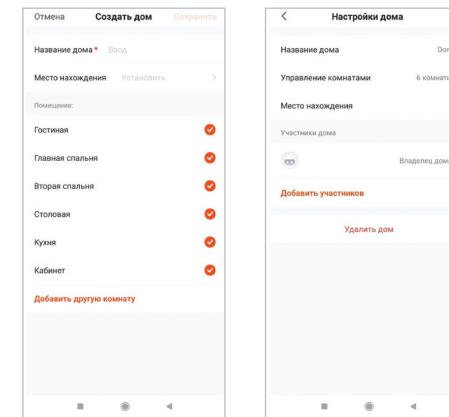 Отмена Создать дом Сохранить
Название дома * Ввод
Место нахождения Установить
Помещение:
Гостиная
Главная спальня
Вторая спальня
Столовая
Кухня
Кабинет
Добавить другую комнату
Настройки дома
Название дома
Управление комнатами 6 комнаты
Место нахождения
Участники дома
Владелец дома
Добавить участников
Удалить дом